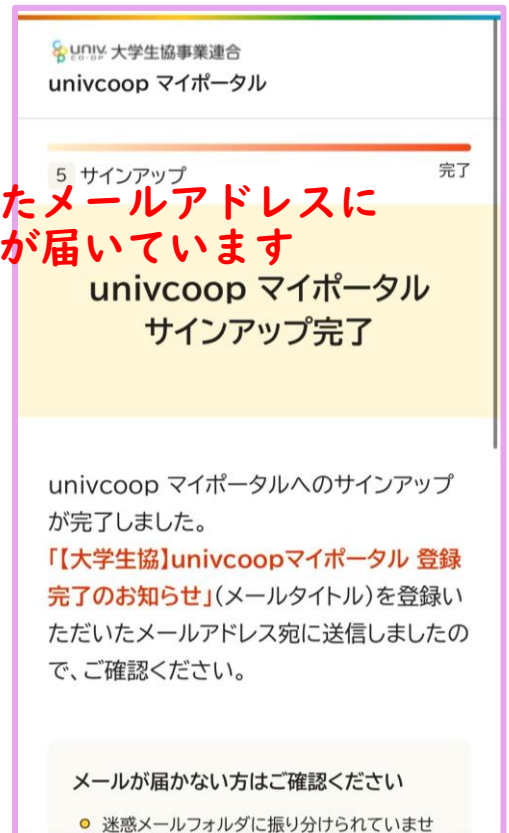 UNIV. CO-OP 大学生協事業連合
univcoop マイポータル
5 サインアップ 完了
たメールアドレスに
が届いています
univcoop マイポータル
サインアップ完了
univcoop マイポータルへのサインアップ
が完了しました。
「【大学生協】univcoopマイポータル 登録
完了のお知らせ」(メールタイトル)を登録い
ただいたメールアドレス宛に送信しましたの
で、ご確認ください。
メールが届かない方はご確認ください
迷惑メールフォルダに振り分けられていませ